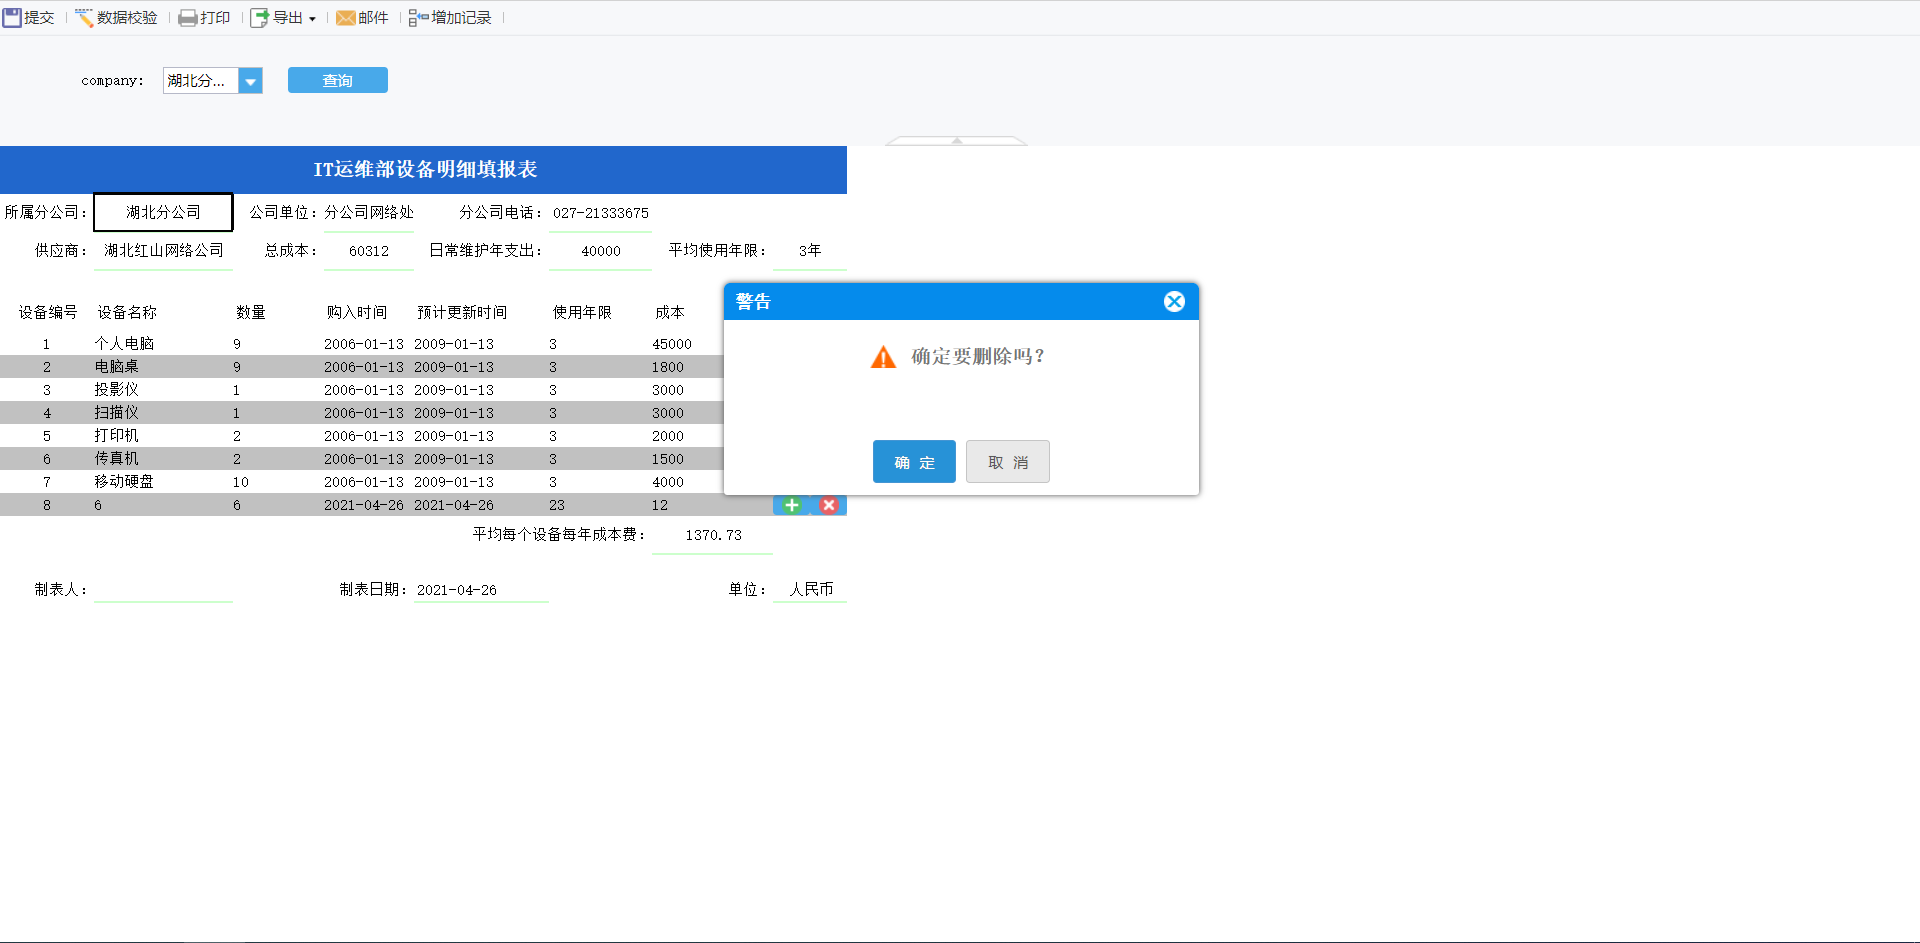 提交 数据校验 打印 导出 邮件 增加记录
company: 湖北分... 查询
IT运维部设备明细填报表
所属分公司： 湖北分公司 公司单位： 分公司网络处 分公司电话： 027-21333675
供应商： 湖北红山网络公司 总成本： 60312 日常维护年支出： 40000 平均使用年限： 3年
设备编号 设备名称 数量 购入时间 预计更新时间 使用年限 成本
1 个人电脑 9 2006-01-13 2009-01-13 3 45000
2 电脑桌 9 2006-01-13 2009-01-13 3 1800
3 投影仪 1 2006-01-13 2009-01-13 3 3000
4 扫描仪 1 2006-01-13 2009-01-13 3 3000
5 打印机 2 2006-01-13 2009-01-13 3 2000
6 传真机 2 2006-01-13 2009-01-13 3 1500
7 移动硬盘 10 2006-01-13 2009-01-13 3 4000
8 6 6 2021-04-26 2021-04-26 23 12
平均每个设备每年成本费： 1370.73
制表人： 制表日期： 2021-04-26 单位： 人民币
警告
确定要删除吗？
确 定 取 消